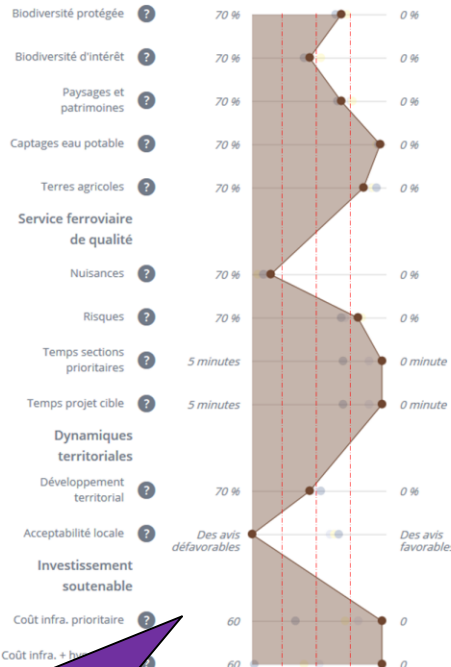 Biodiversité protégée ? 70 % 0 %
Biodiversité d'intérêt ? 70 % 0 %
Paysages et
patrimoines ? 70 % 0 %
Captages eau potable ? 70 % 0 %
Terres agricoles ? 70 % 0 %
Service ferroviaire
de qualité
Nuisances ? 70 % 0 %
Risques ? 70 % 0 %
Temps sections
prioritaires ? 5 minutes 0 minute
Temps projet cible ? 5 minutes 0 minute
Dynamiques
territoriales
Développement
territorial ? 70 % 0 %
Acceptabilité locale ? Des avis
défavorables Des avis
favorables
Investissement
soutenable
Coût infra. prioritaire ? 60 0
Coût infra. + ? 60 0